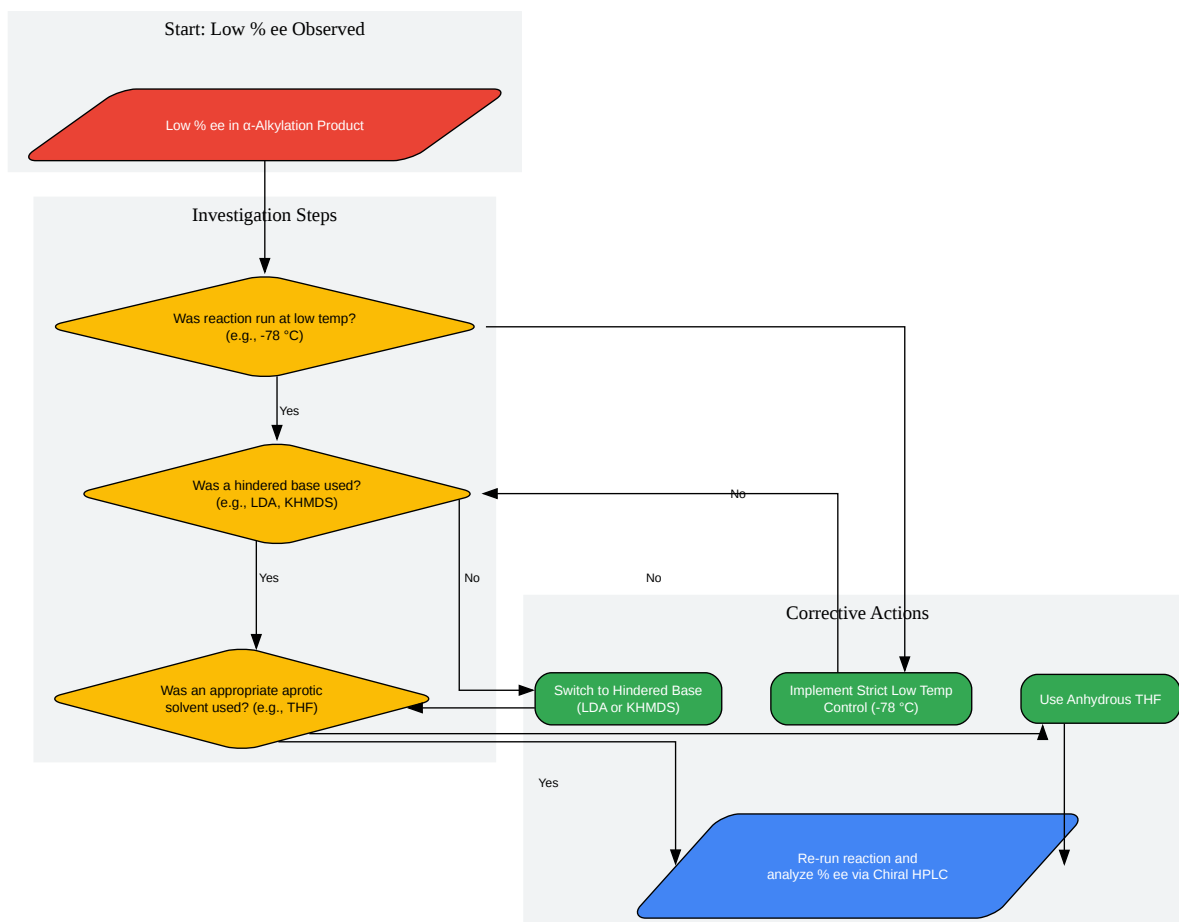 Start: Low % ee Observed
Low % ee in α-Alkylation Product
Investigation Steps
Was reaction run at low temp?
(e.g., -78 °C)
Yes
Was a hindered base used?
(e.g., LDA, KHMDS)
No
Yes
No
No
Corrective Actions
Was an appropriate aprotic
solvent used? (e.g., THF)
Switch to Hindered Base
(LDA or KHMDS)
Implement Strict Low Temp
Control (-78 °C)
Use Anhydrous THF
Yes
Re-run reaction and
analyze % ee via Chiral HPLC